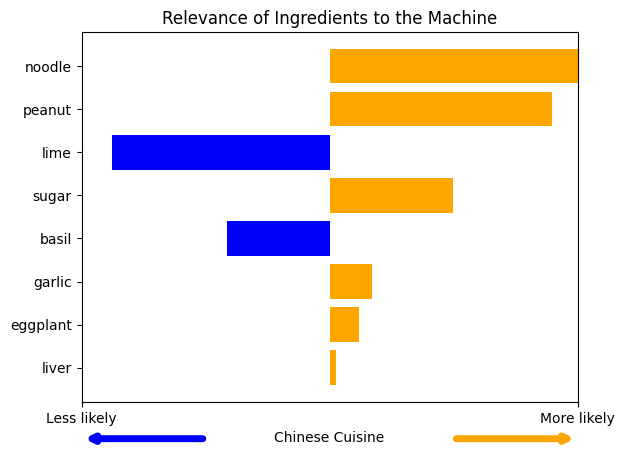 Relevance of Ingredients to the Machine
noodle
peanut
lime
sugar
basil
garlic
eggplant
liver
Less likely
More likely
Chinese Cuisine